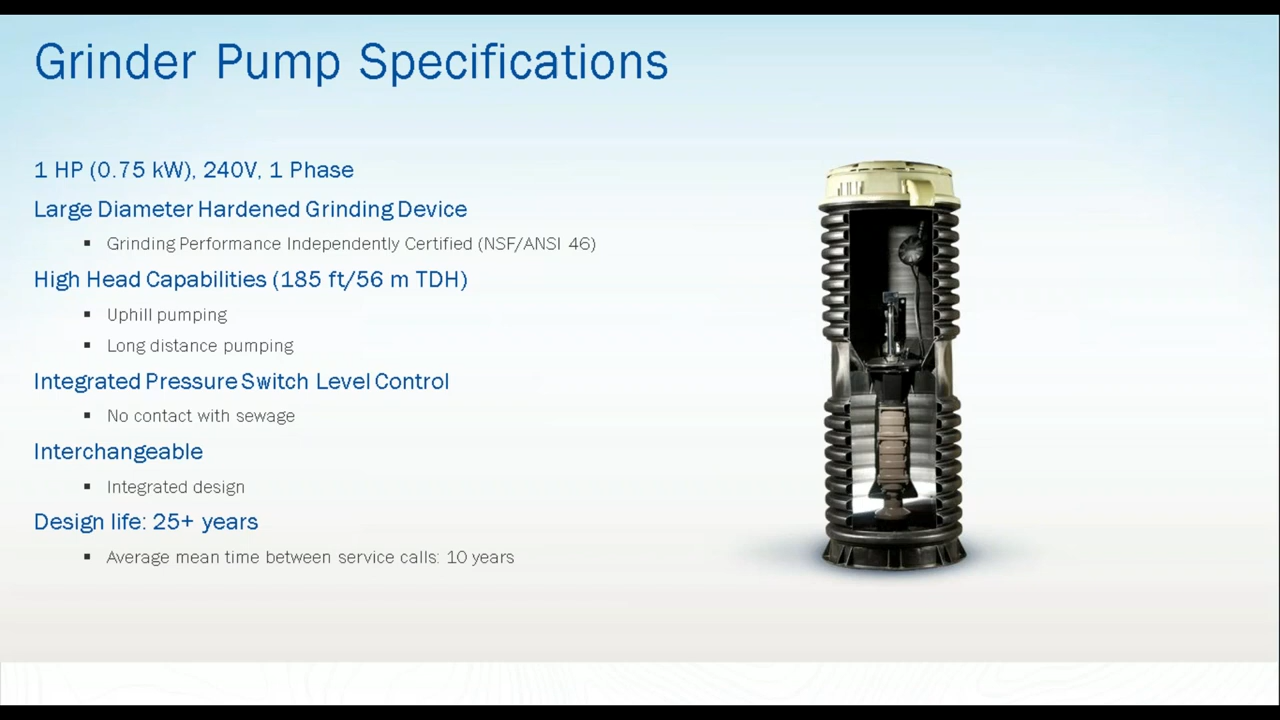 Grinder Pump Specifications
1 HP (0.75 kW), 240V, 1 Phase
Large Diameter Hardened Grinding Device
▪ Grinding Performance Independently Certified (NSF/ANSI 46)
High Head Capabilities (185 ft/56 m TDH)
▪ Uphill pumping
▪ Long distance pumping
Integrated Pressure Switch Level Control
▪ No contact with sewage
Interchangeable
▪ Integrated design
Design life: 25+ years
▪ Average mean time between service calls: 10 years